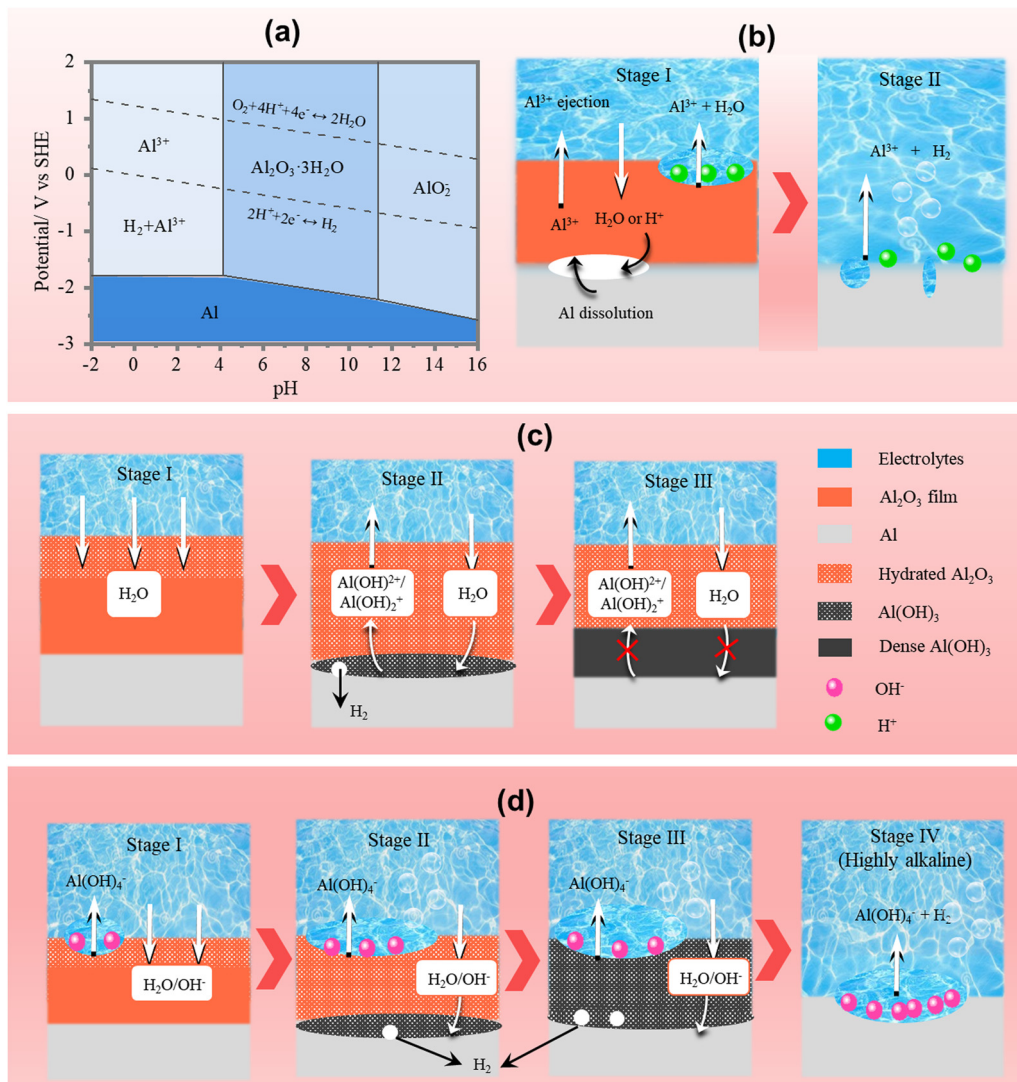 (a)
Potential/ V vs SHE
2
1
0
-1
-2
-3
O₂+4H⁺+4e⁻↔ 2H₂O
Al³⁺
Al₂O₃·3H₂O
AlO₂⁻
H₂+Al³⁺
2H⁺+2e⁻↔ H₂
Al
-2 0 2 4 6 8 10 12 14 16
pH
(b)
Stage I
Al³⁺ ejection
Al³⁺ + H₂O
Al³⁺
H₂O or H⁺
Al dissolution
Stage II
Al³⁺ + H₂
(c)
Stage I
H₂O
Stage II
Al(OH)²⁺/
Al(OH)₂⁺
H₂O
H₂
Stage III
Al(OH)²⁺/
Al(OH)₂⁺
H₂O
Electrolytes
Al₂O₃ film
Al
Hydrated Al₂O₃
Al(OH)₃
Dense Al(OH)₃
OH⁻
H⁺
(d)
Stage I
Al(OH)₄⁻
H₂O/OH⁻
Stage II
Al(OH)₄⁻
H₂O/OH⁻
Stage III
Al(OH)₄⁻
H₂O/OH⁻
H₂
Stage IV
(Highly alkaline)
Al(OH)₄⁻ + H₂